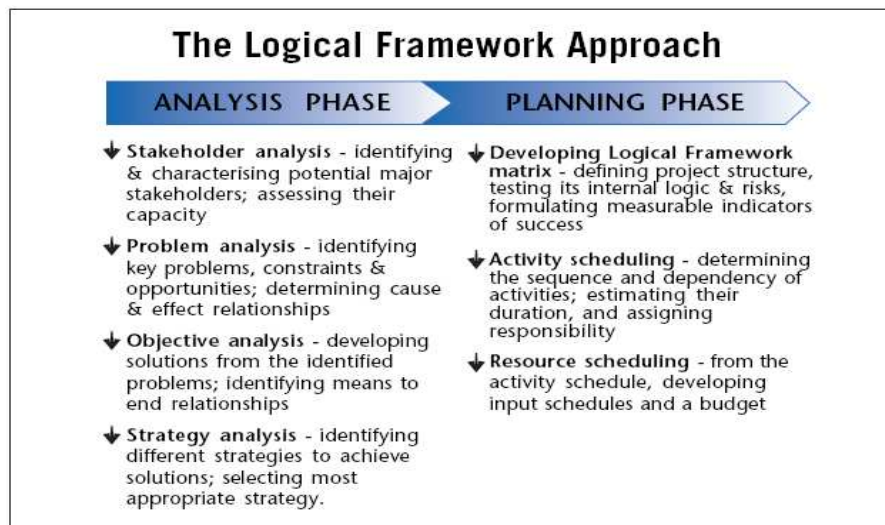 The Logical Framework Approach
ANALYSIS PHASE
PLANNING PHASE
Stakeholder analysis - identifying
& characterising potential major
stakeholders; assessing their
capacity
Problem analysis - identifying
key problems, constraints &
opportunities; determining cause
& effect relationships
Objective analysis - developing
solutions from the identified
problems; identifying means to
end relationships
Strategy analysis - identifying
different strategies to achieve
solutions; selecting most
appropriate strategy.
Developing Logical Framework
matrix - defining project structure,
testing its internal logic & risks,
formulating measurable indicators
of success
Activity scheduling - determining
the sequence and dependency of
activities; estimating their
duration, and assigning
responsibility
Resource scheduling - from the
activity schedule, developing
input schedules and a budget